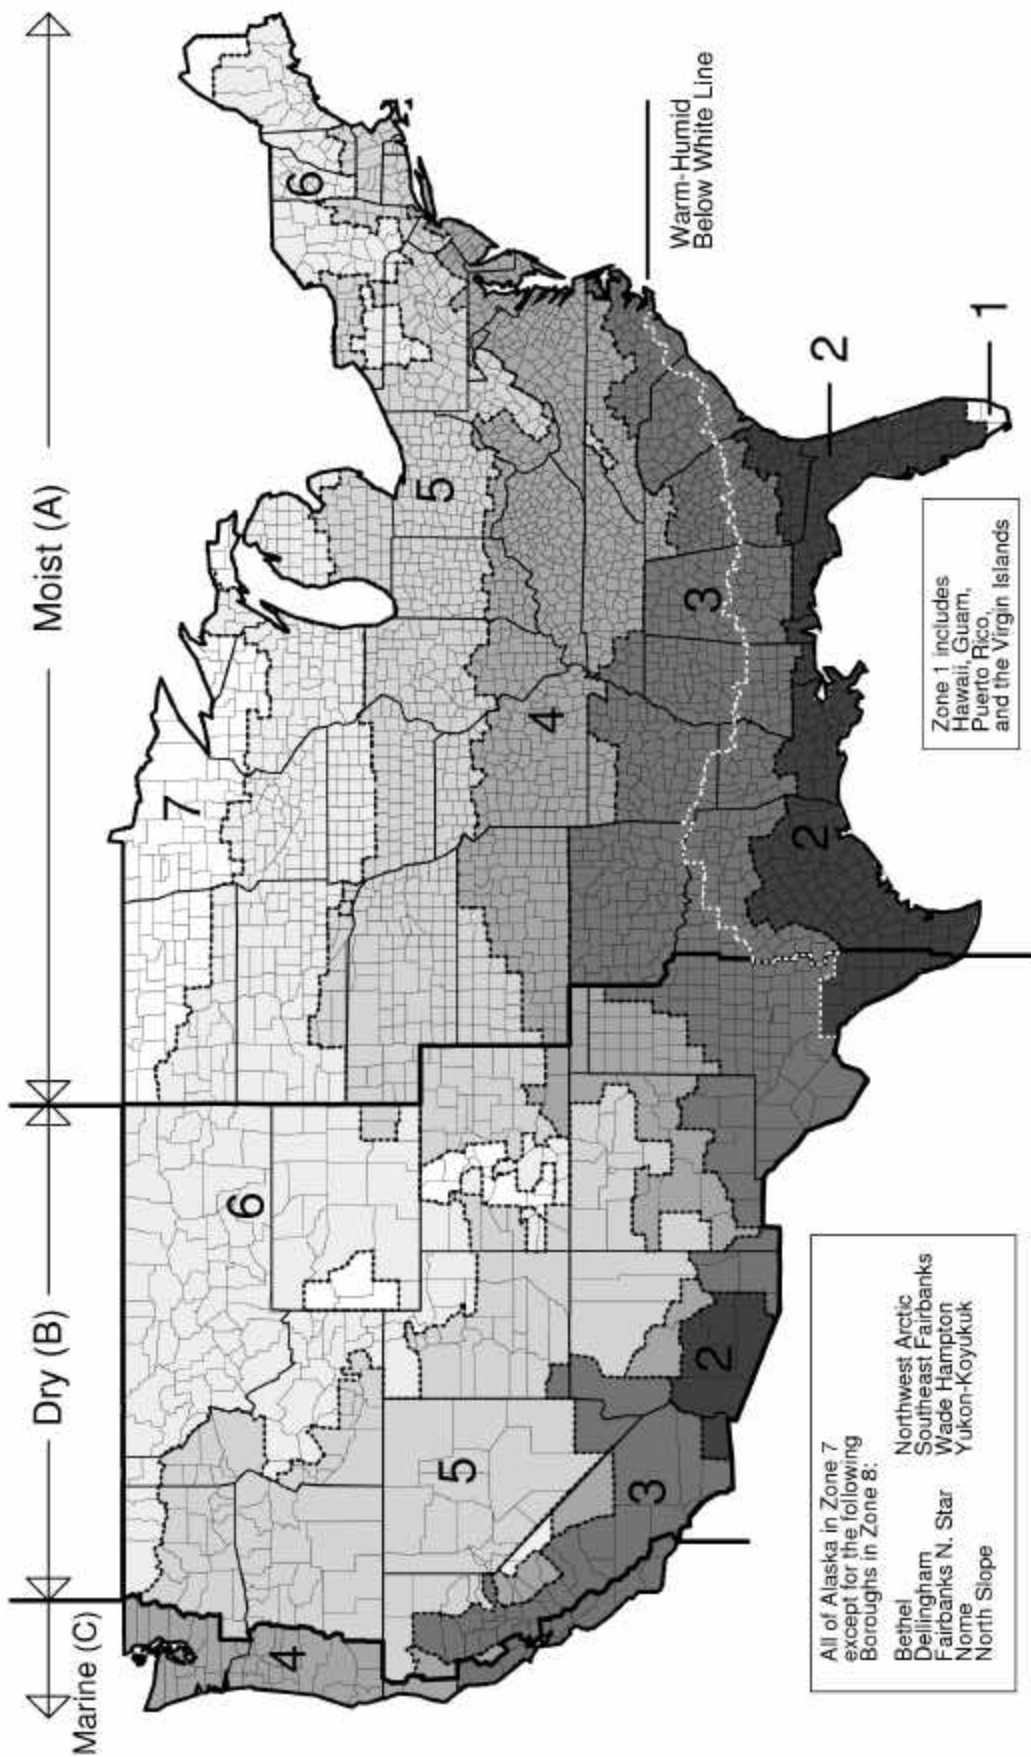 Marine (C)
Dry (B)
Moist (A)
7
6
6
5
5
4
4
3
3
2
2
2
1
Warm-Humid
Below White Line
All of Alaska in Zone 7
except for the following
Boroughs in Zone 8:
Bethel
Dellingham
Fairbanks N. Star
Nome
North Slope
Northwest Arctic
Southeast Fairbanks
Wade Hampton
Yukon-Koyukuk
Zone 1 includes
Hawaii, Guam,
Puerto Rico,
and the Virgin Islands